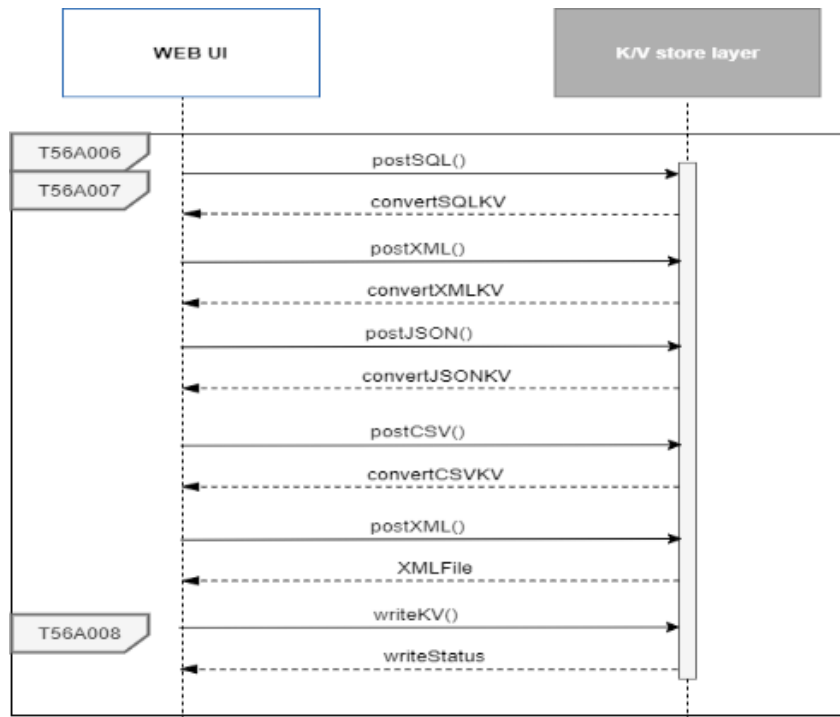 WEB UI
K/V store layer
T56A006
postSQL()
T56A007
convertSQLKV
postXML()
convertXMLKV
postJSON()
convertJSONKV
postCSV()
convertCSVKV
postXML()
XMLFile
writeKV()
T56A008
writeStatus